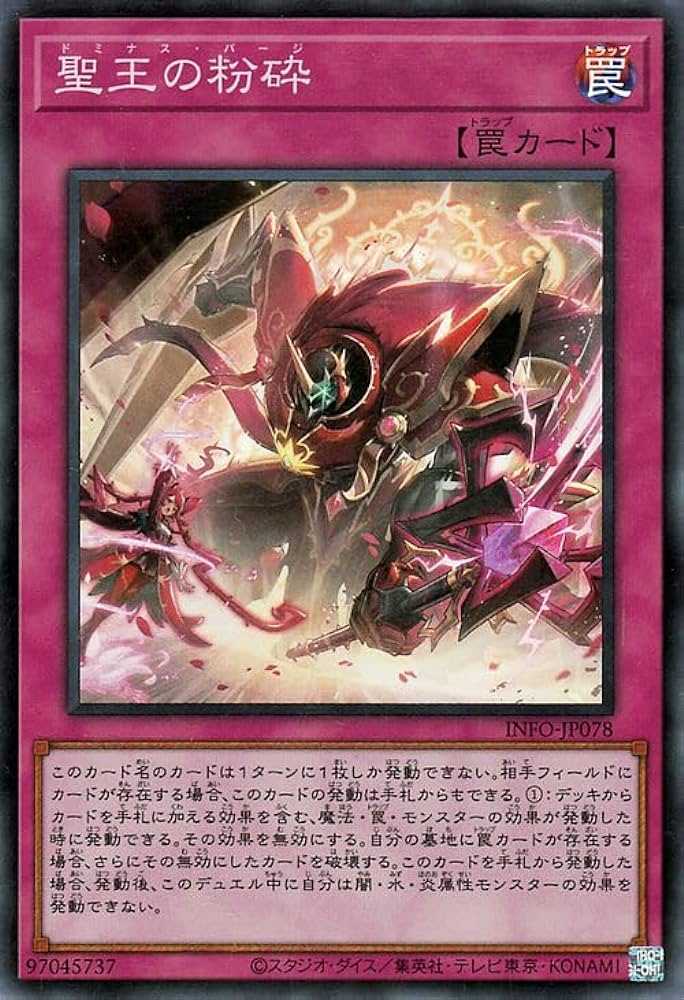 ドミナス・パージ
聖王の粉砕
トラップ
罠
トラップ
【罠カード】
INFO-JP078
このカード名のカードは1ターンに1枚しか発動できない。相手フィールドに
カードが存在する場合、このカードの発動は手札からもできる。①:デッキから
カードを手札に加える効果を含む、魔法・罠・モンスターの効果が発動した
時に発動できる。その効果を無効にする。自分の墓地に罠カードが存在する
場合、さらにその無効にしたカードを破壊する。このカードを手札から発動した
場合、発動後、このデュエル中に自分は闇・水・炎属性モンスターの効果を
発動できない。
97045737
©スタジオ・ダイス/集英社・テレビ東京・KONAMI